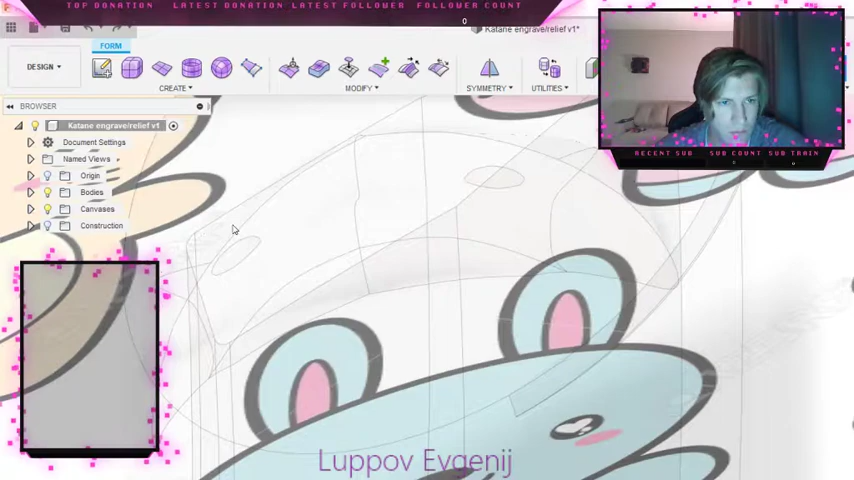 TOP DONATION LATEST DONATION LATEST FOLLOWER FOLLOWER COUNT
0
Katane engrave/relief v1*
FORM
DESIGN
CREATE
MODIFY
SYMMETRY
UTILITIES
BROWSER
Katane engrave/relief v1
Document Settings
Named Views
Origin
Bodies
Canvases
Construction
RECENT SUB SUB COUNT SUB TRAIN
0
Luppov Evgenij